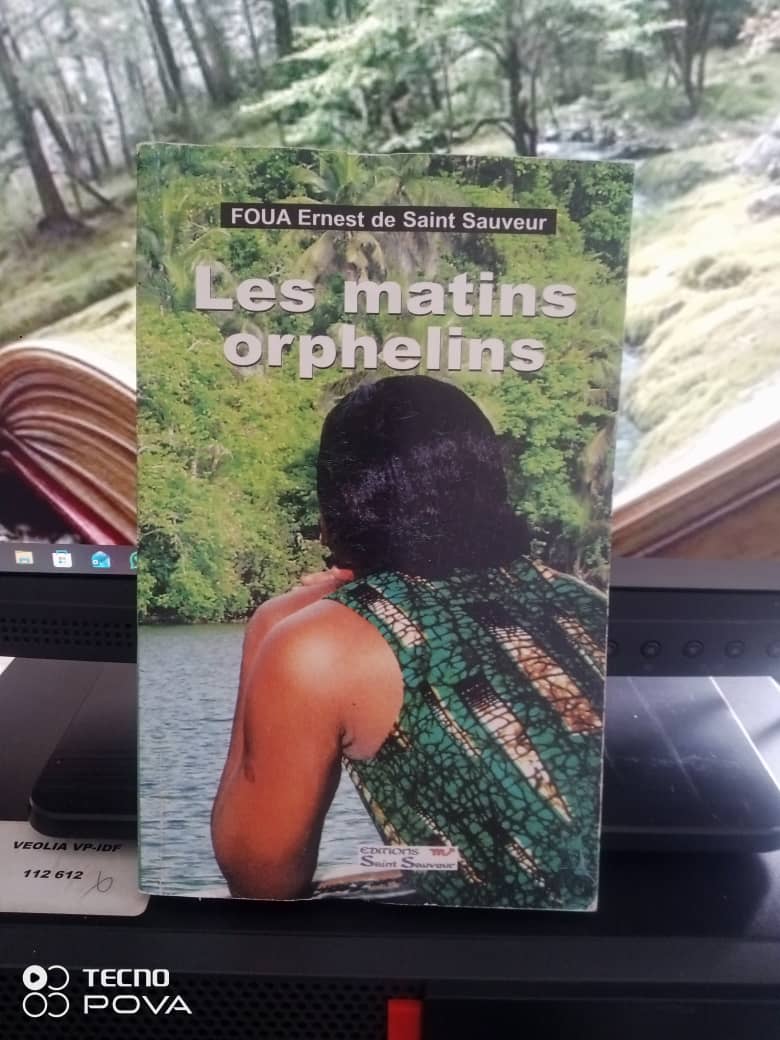 FOUA Ernest de Saint Sauveur
Les matins
orphelins
EDITIONS
Saint Sauveur
VEOLIA VP-IDF
112 612
TECNO
POVA